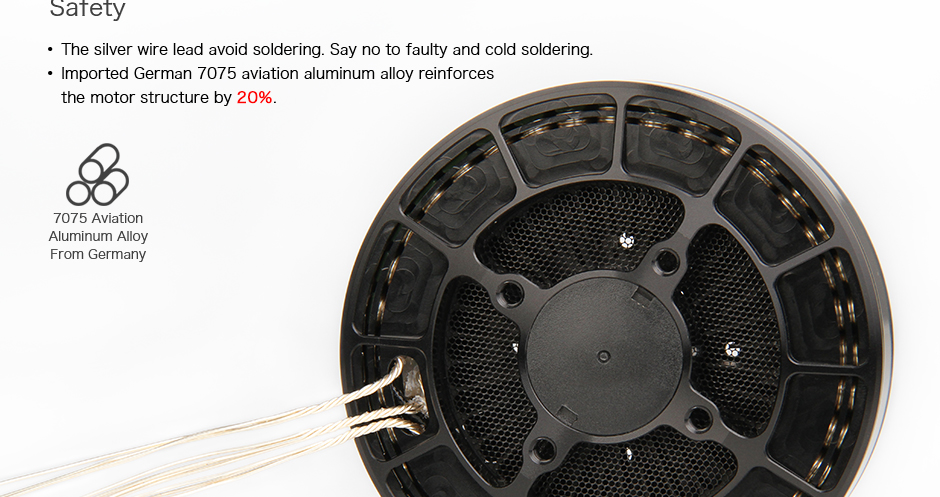 Safety
• The silver wire lead avoid soldering. Say no to faulty and cold soldering.
• Imported German 7075 aviation aluminum alloy reinforces
the motor structure by 20%.
7075 Aviation
Aluminum Alloy
From Germany